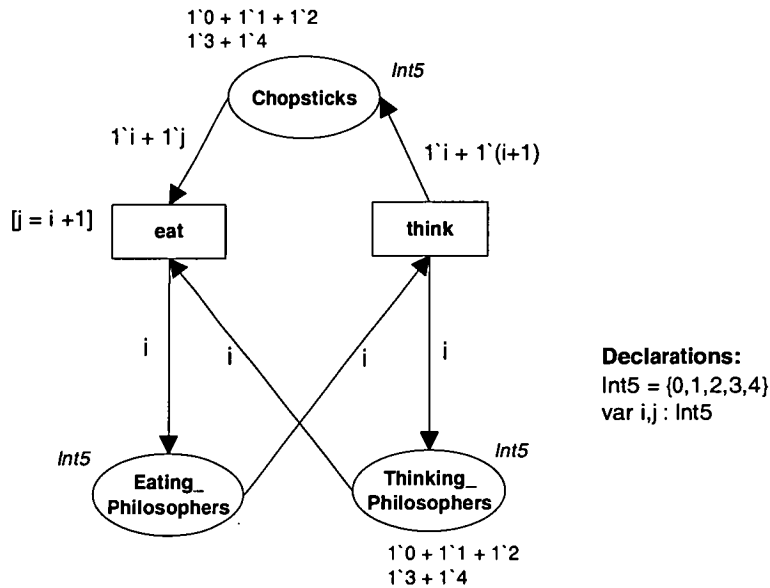 1`0 + 1`1 + 1`2
1`3 + 1`4
Int5
Chopsticks
1`i + 1`j
1`i + 1`(i+1)
[j = i +1]
eat
think
i
i
i
i
Declarations:
Int5 = {0,1,2,3,4}
var i,j : Int5
Int5
Int5
Eating_
Philosophers
Thinking_
Philosophers
1`0 + 1`1 + 1`2
1`3 + 1`4